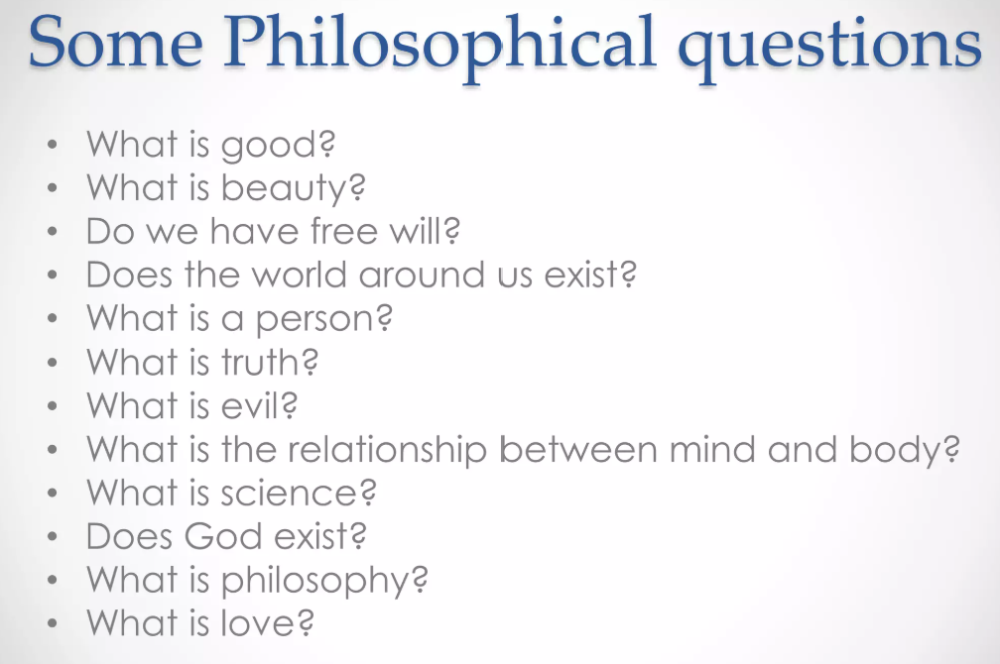 Some Philosophical questions
• What is good?
• What is beauty?
• Do we have free will?
• Does the world around us exist?
• What is a person?
• What is truth?
• What is evil?
• What is the relationship between mind and body?
• What is science?
• Does God exist?
• What is philosophy?
• What is love?